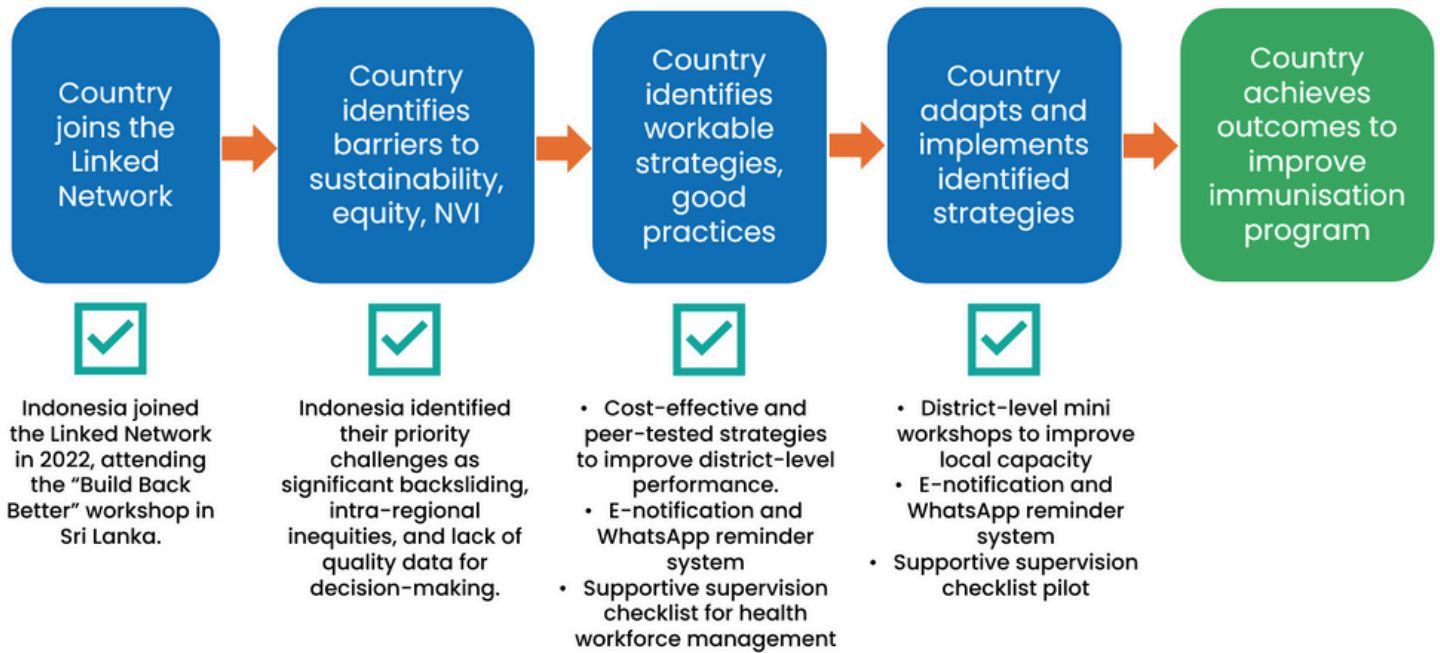 Country
joins the
Linked
Network
Country
identifies
barriers to
sustainability,
equity, NVI
Country
identifies
workable
strategies,
good
practices
Country
adapts and
implements
identified
strategies
Country
achieves
outcomes to
improve
immunisation
program
Indonesia joined
the Linked Network
in 2022, attending
the “Build Back
Better” workshop in
Sri Lanka.
Indonesia identified
their priority
challenges as
significant backsliding,
intra-regional
inequities, and lack of
quality data for
decision-making.
• Cost-effective and
peer-tested strategies
to improve district-level
performance.
• E-notification and
WhatsApp reminder
system
• Supportive supervision
checklist for health
workforce management
• District-level mini
workshops to improve
local capacity
• E-notification and
WhatsApp reminder
system
• Supportive supervision
checklist pilot